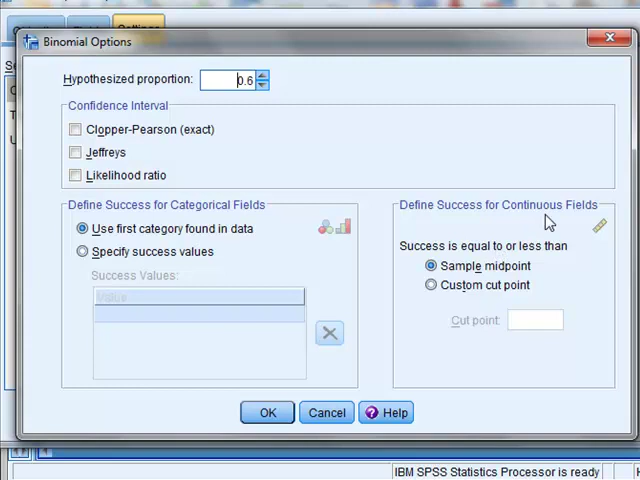 Settings
Binomial Options
Hypothesized proportion: 0.6
Confidence Interval
Clopper-Pearson (exact)
Jeffreys
Likelihood ratio
Define Success for Categorical Fields
Use first category found in data
Specify success values
Success Values:
Value
Define Success for Continuous Fields
Success is equal to or less than
Sample midpoint
Custom cut point
Cut point:
OK
Cancel
Help
IBM SPSS Statistics Processor is ready